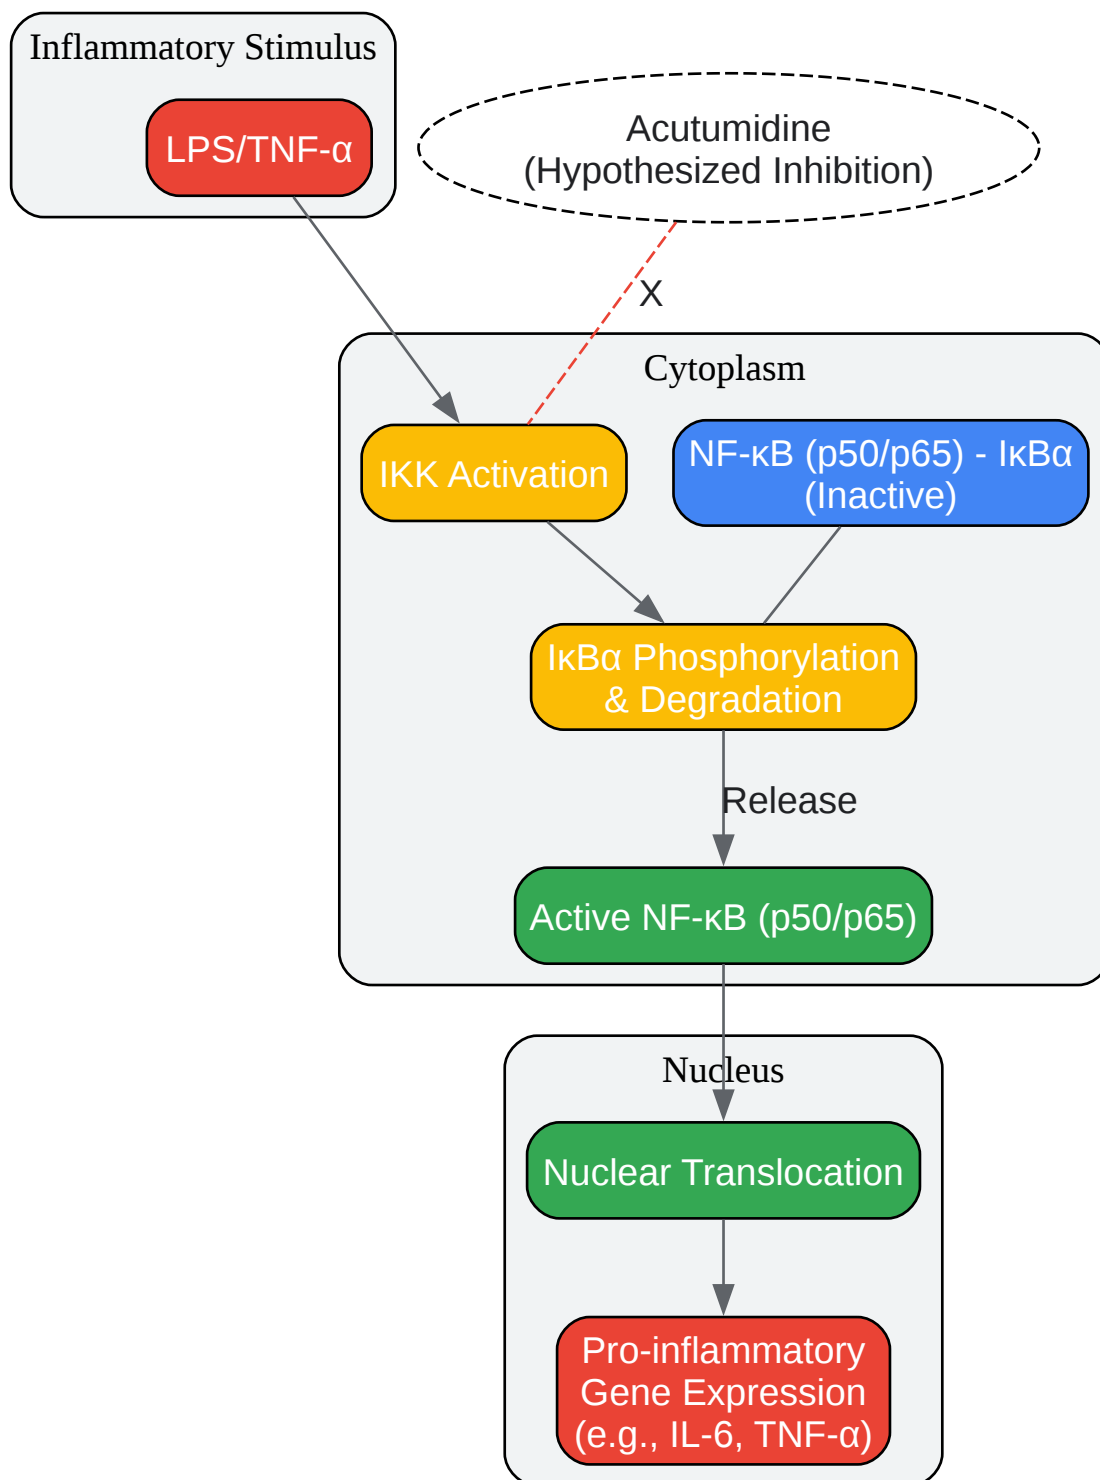 Inflammatory Stimulus
LPS/TNF-α
Acutumidine
(Hypothesized Inhibition)
X
Cytoplasm
IKK Activation
NF-κB (p50/p65) - IκBα
(Inactive)
IκBα Phosphorylation
& Degradation
Release
Active NF-κB (p50/p65)
Nucleus
Nuclear Translocation
Pro-inflammatory
Gene Expression
(e.g., IL-6, TNF-α)